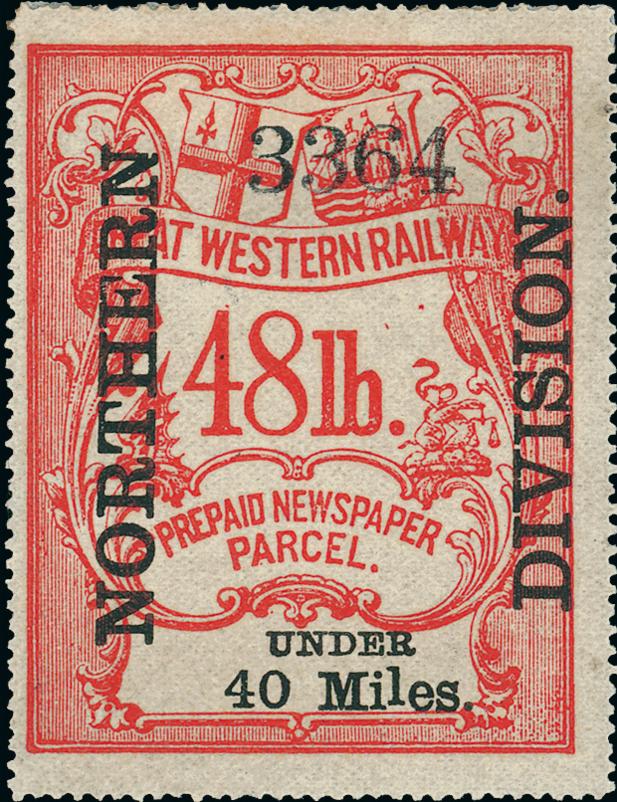 3364
AT WESTERN RAILWAY
48lb.
PREPAID NEWSPAPER
PARCEL.
UNDER
40 Miles.
NORTHERN
DIVISION.